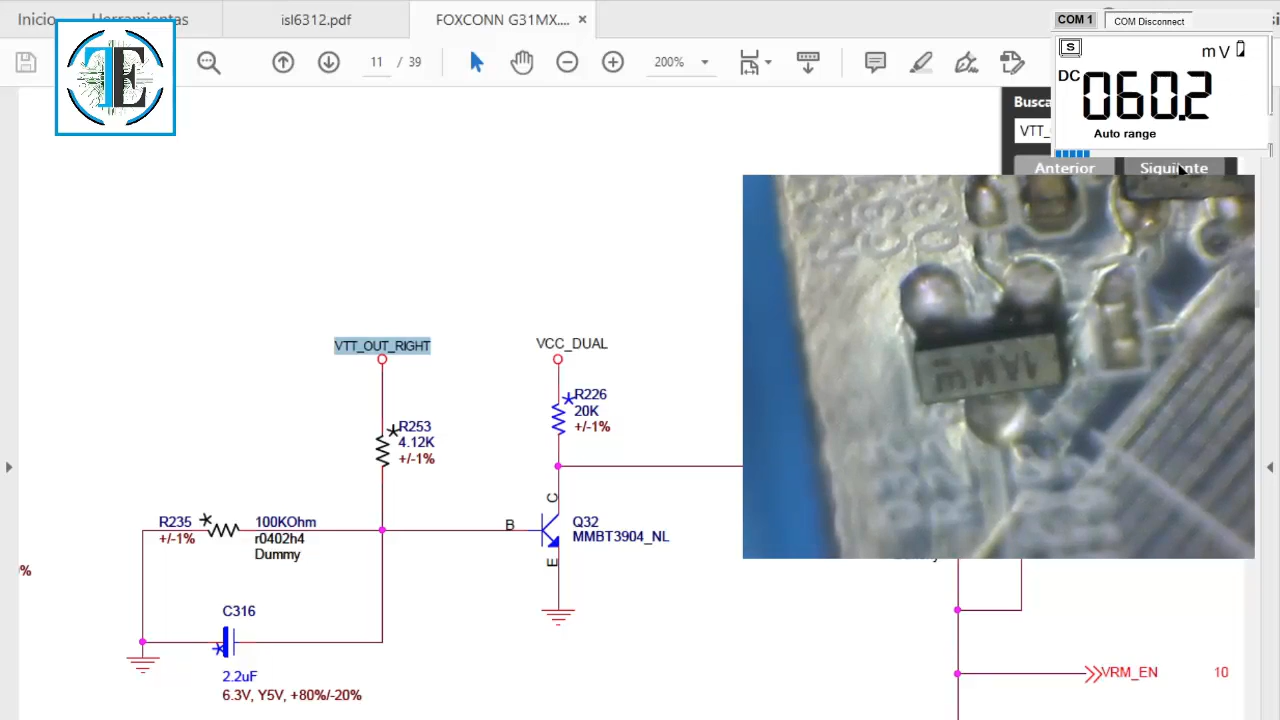 Inicio
Herramientas
isl6312.pdf
FOXCONN G31MX....
COM 1
COM Disconnect
11 / 39
200%
S
mV
DC
060.2
Auto range
Busca
VTT_
Anterior
Siguiente
TE
VTT_OUT_RIGHT
VCC_DUAL
R226
20K
+/-1%
R253
4.12K
+/-1%
C
R235
+/-1%
100KOhm
r0402h4
Dummy
B
Q32
MMBT3904_NL
E
%
C316
2.2uF
6.3V, Y5V, +80%/-20%
VRM_EN
10
1AM